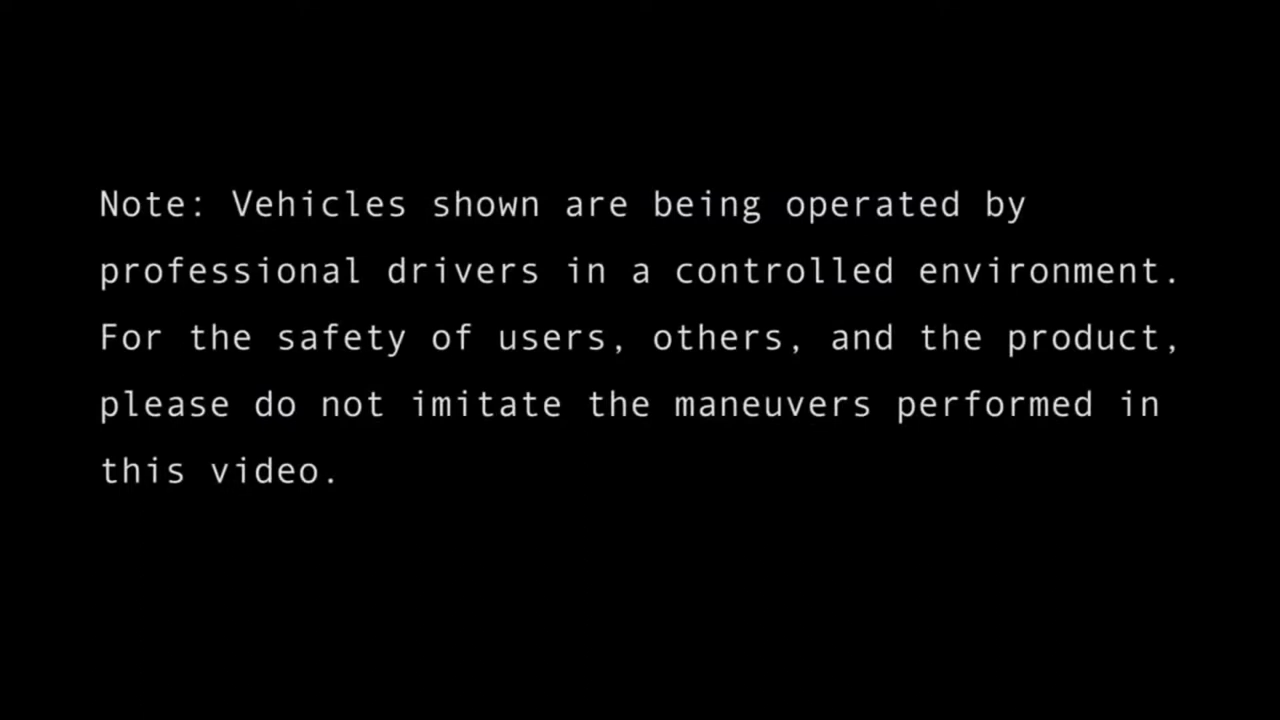 Note: Vehicles shown are being operated by
professional drivers in a controlled environment.
For the safety of users, others, and the product,
please do not imitate the maneuvers performed in
this video.